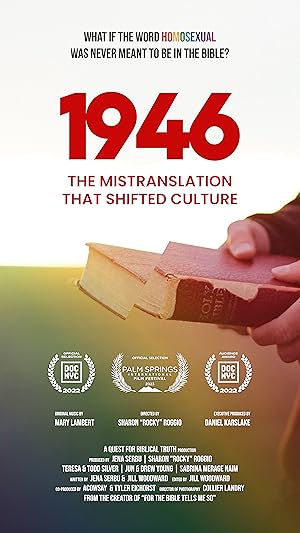 WHAT IF THE WORD HOMOSEXUAL
WAS NEVER MEANT TO BE IN THE BIBLE?
1946
THE MISTRANSLATION
THAT SHIFTED CULTURE
HOLY
BIBLE
OFFICIAL
SELECTION
DOC
NYC
2022
OFFICIAL SELECTION
PALM SPRINGS
INTERNATIONAL
FILM FESTIVAL
2023
AUDIENCE
AWARD
DOC
NYC
2022
ORIGINAL MUSIC BY
MARY LAMBERT
DIRECTED BY
SHARON "ROCKY" ROGGIO
EXECUTIVE PRODUCED BY
DANIEL KARSLAKE
A QUEST FOR BIBLICAL TRUTH PRODUCTION
PRODUCED BY JENA SERBU | SHARON "ROCKY" ROGGIO
TERESA & TODD SILVER | JUN & DREW YOUNG | SABRINA MERAGE NAIM
WRITTEN BY JENA SERBU & JILL WOODWARD EDITED BY JILL WOODWARD
CO-PRODUCED BY ACOWSAY & TYLER EICHORST DIRECTOR OF PHOTOGRAPHY COLLIER LANDRY
FROM THE CREATOR OF "FOR THE BIBLE TELLS ME SO"